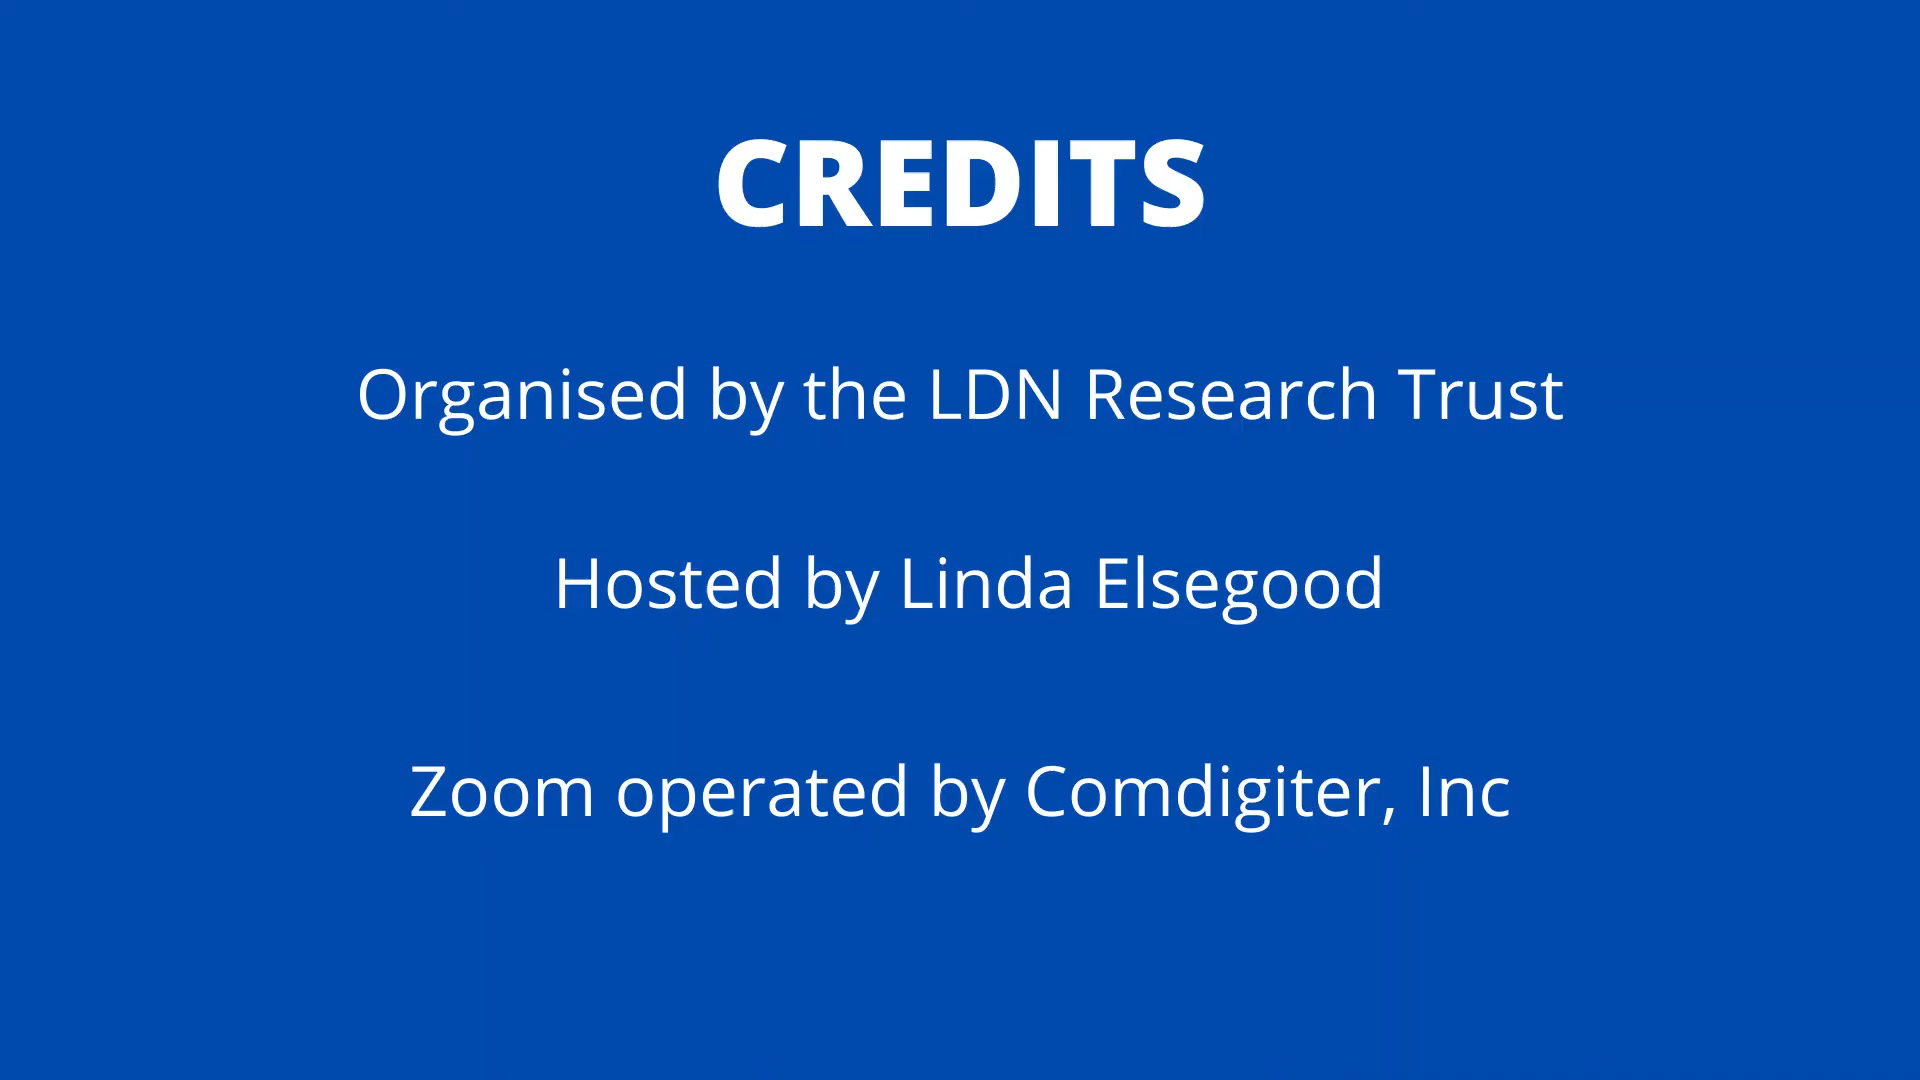 CREDITS
Organised by the LDN Research Trust
Hosted by Linda Elsegood
Zoom operated by Comdigiter, Inc